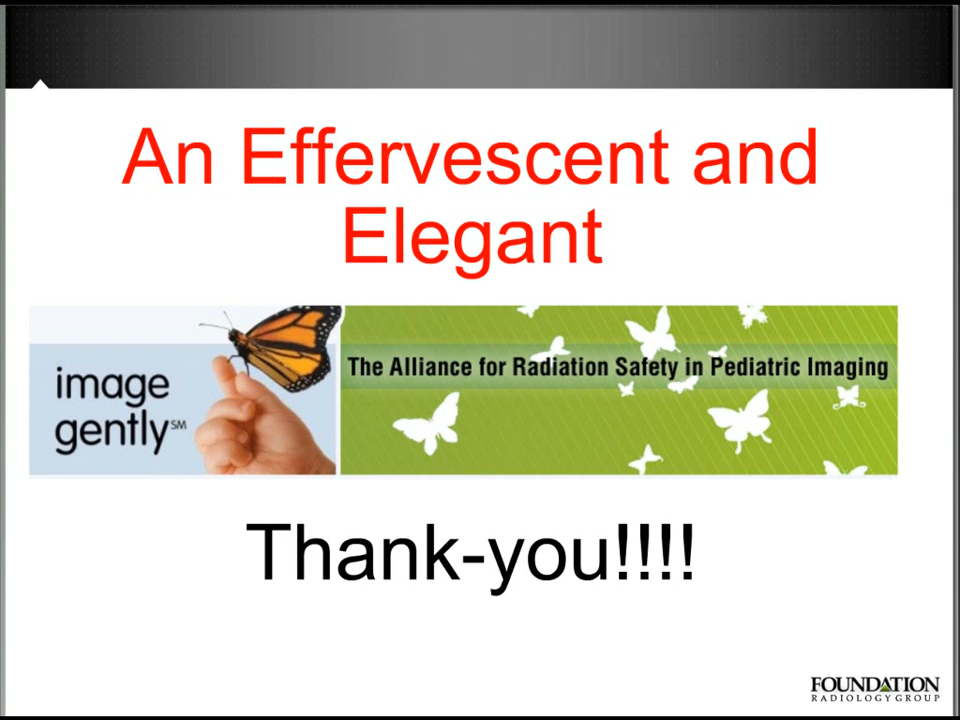 An Effervescent and
Elegant
image
gently℠
The Alliance for Radiation Safety in Pediatric Imaging
Thank-you!!!!
FOUNDATION
RADIOLOGY GROUP